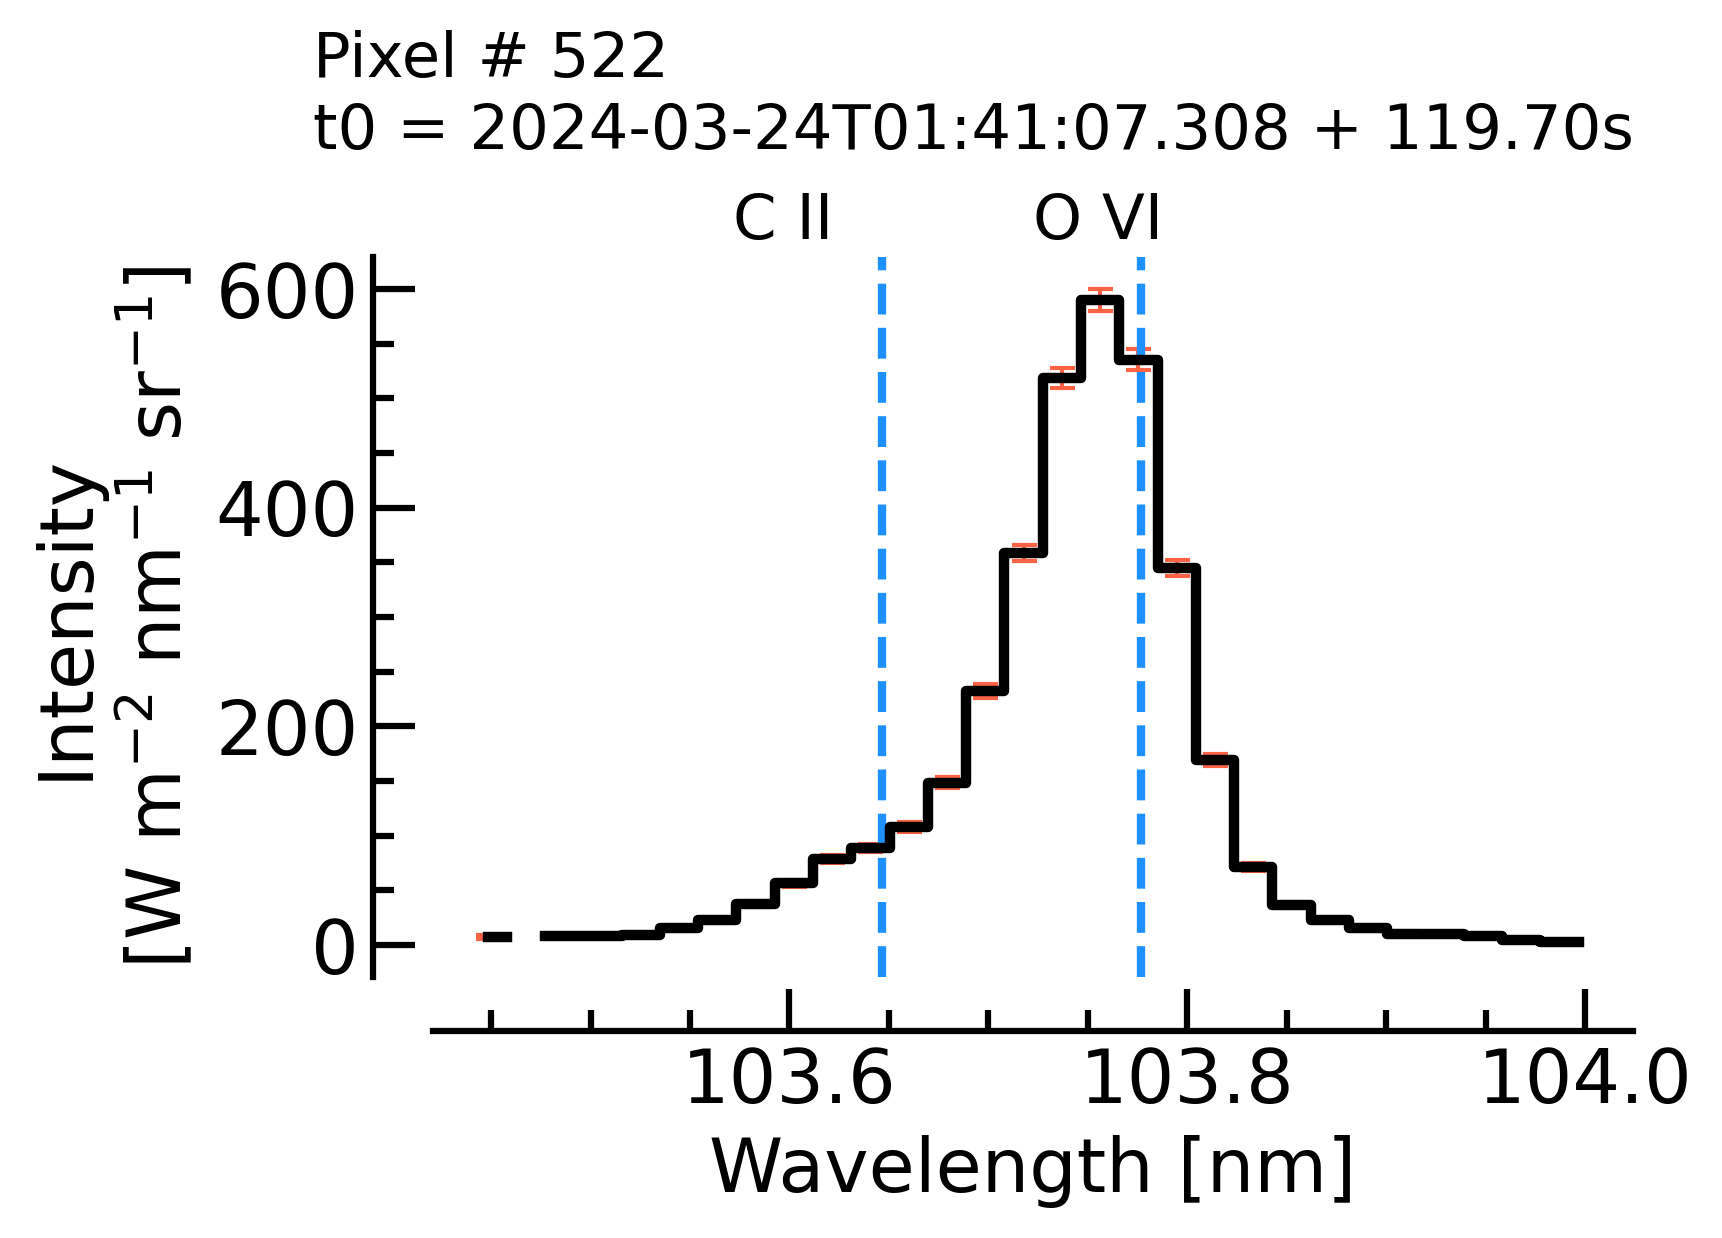 Pixel # 522
t0 = 2024-03-24T01:41:07.308 + 119.70s
C II
O VI
Intensity
[W m⁻² nm⁻¹ sr⁻¹]
600
400
200
0
103.6
103.8
104.0
Wavelength [nm]